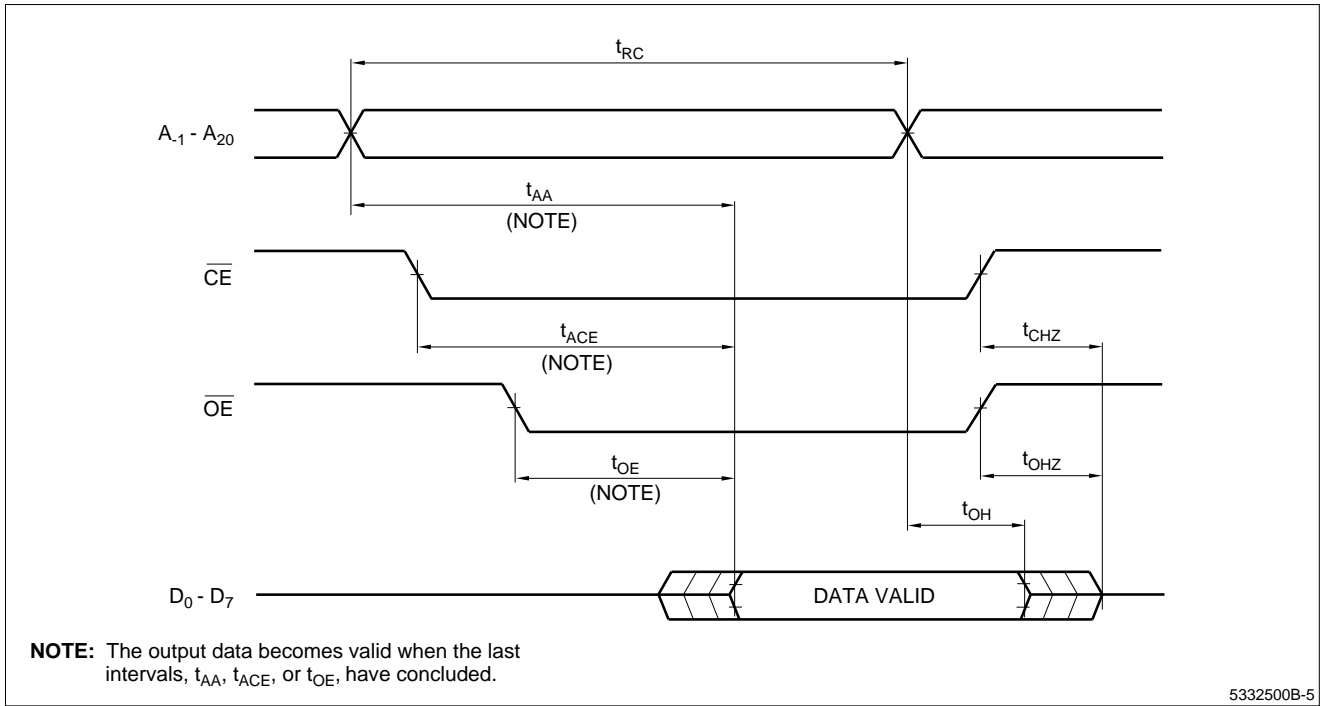 tRC
A-1 - A20
tAA
(NOTE)
CE
tACE
(NOTE)
tCHZ
OE
tOE
(NOTE)
tOHZ
tOH
D0 - D7
DATA VALID
NOTE: The output data becomes valid when the last
intervals, tAA, tACE, or tOE, have concluded.
5332500B-5